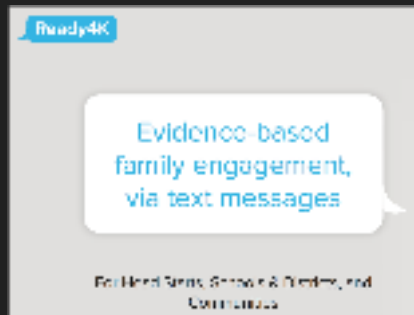 Ready4K
Evidence-based
family engagement,
via text messages
For Head Starts, Schools & Districts, and
Communities